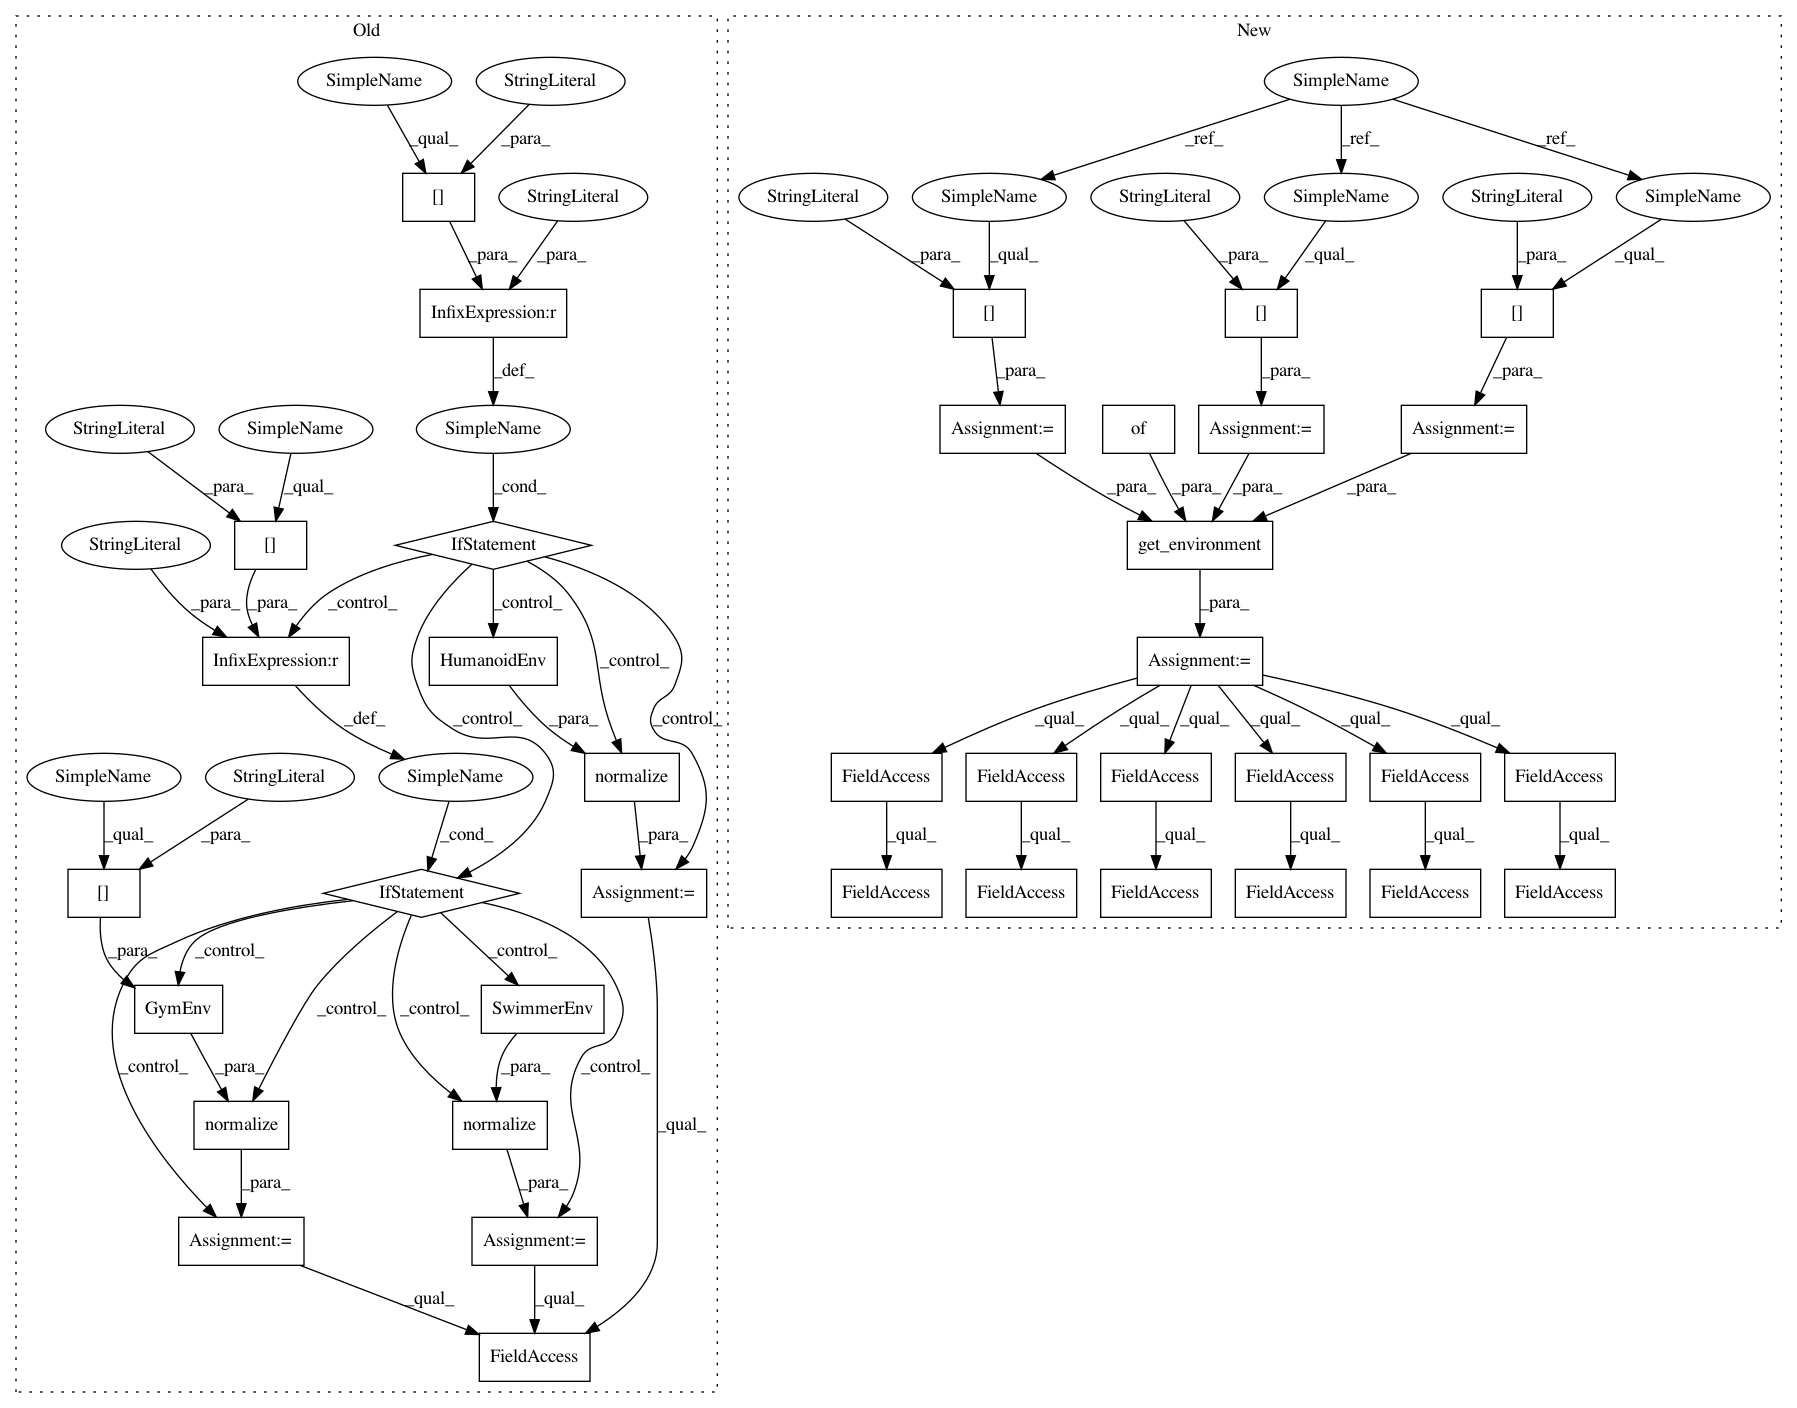 Old
SimpleName
StringLiteral
_qual_
_para_
[]
StringLiteral
_para_
_para_
InfixExpression:r
_def_
StringLiteral
SimpleName
SimpleName
_para_
_qual_
_cond_
StringLiteral
[]
IfStatement
_para_
_para_
_control_
_control_
_control_
_control_
_control_
InfixExpression:r
HumanoidEnv
_def_
_para_
SimpleName
StringLiteral
SimpleName
normalize
_qual_
_para_
_cond_
_para_
[]
IfStatement
Assignment:=
_para_
_control_
_control_
_control_
_control_
_control_
_control_
GymEnv
SwimmerEnv
_para_
_para_
normalize
normalize
_qual_
_para_
_para_
Assignment:=
Assignment:=
_qual_
_qual_
FieldAccess
New
SimpleName
_ref_
_ref_
_ref_
StringLiteral
SimpleName
StringLiteral
SimpleName
StringLiteral
SimpleName
_para_
_qual_
_para_
_qual_
_para_
_qual_
[]
[]
[]
_para_
_para_
_para_
Assignment:=
of
Assignment:=
Assignment:=
_para_
_para_
_para_
_para_
get_environment
_para_
Assignment:=
_qual_
_qual_
_qual_
_qual_
_qual_
_qual_
FieldAccess
FieldAccess
FieldAccess
FieldAccess
FieldAccess
FieldAccess
_qual_
_qual_
_qual_
_qual_
_qual_
_qual_
FieldAccess
FieldAccess
FieldAccess
FieldAccess
FieldAccess
FieldAccess